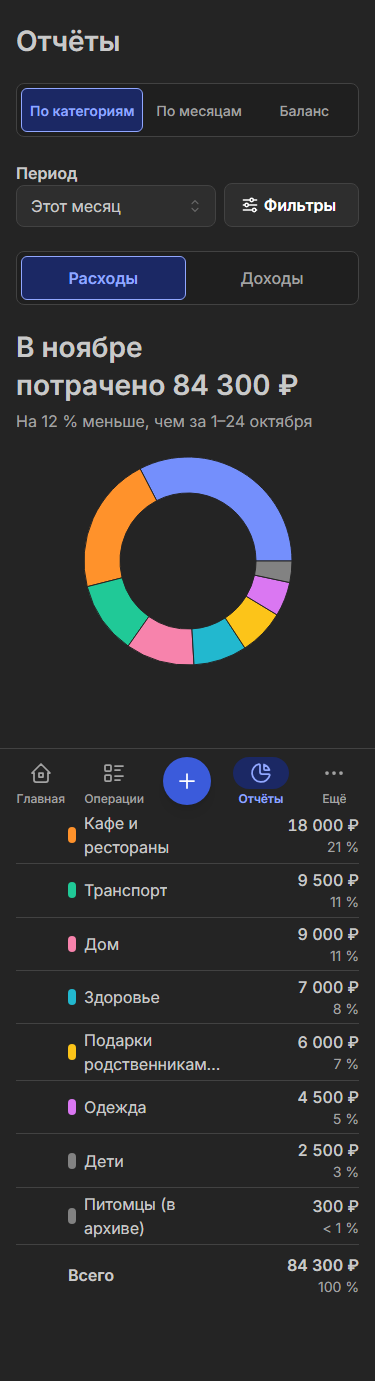 Отчёты
По категориям
По месяцам
Баланс
Период
Этот месяц
Фильтры
Расходы
Доходы
В ноябре
потрачено 84 300 ₽
На 12 % меньше, чем за 1–24 октября
Главная
Операции
Отчёты
Ещё
Кафе и
рестораны
18 000 ₽
21 %
Транспорт
9 500 ₽
11 %
Дом
9 000 ₽
11 %
Здоровье
7 000 ₽
8 %
Подарки
родственникам...
6 000 ₽
7 %
Одежда
4 500 ₽
5 %
Дети
2 500 ₽
3 %
Питомцы (в
архиве)
300 ₽
< 1 %
Всего
84 300 ₽
100 %